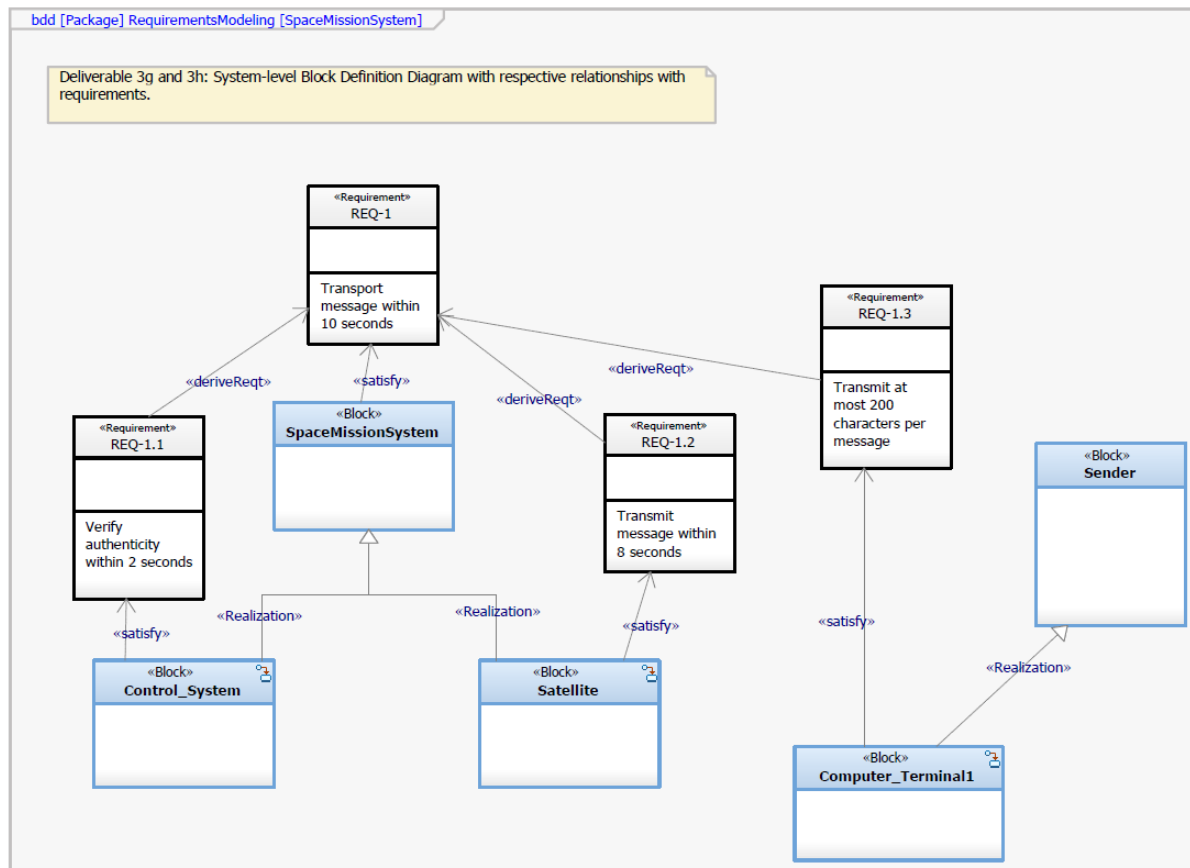 bdd [Package] RequirementsModeling [SpaceMissionSystem]
Deliverable 3g and 3h: System-level Block Definition Diagram with respective relationships with
requirements.
«Requirement»
REQ-1
Transport
message within
10 seconds
«Requirement»
REQ-1.3
Transmit at
most 200
characters per
message
«deriveReqt»
«satisfy»
«deriveReqt»
«deriveReqt»
«Requirement»
REQ-1.1
Verify
authenticity
within 2 seconds
«Block»
SpaceMissionSystem
«Requirement»
REQ-1.2
Transmit
message within
8 seconds
«Block»
Sender
«satisfy»
«Realization»
«Realization»
«satisfy»
«satisfy»
«Realization»
«Block»
Control_System
«Block»
Satellite
«Block»
Computer_Terminal1